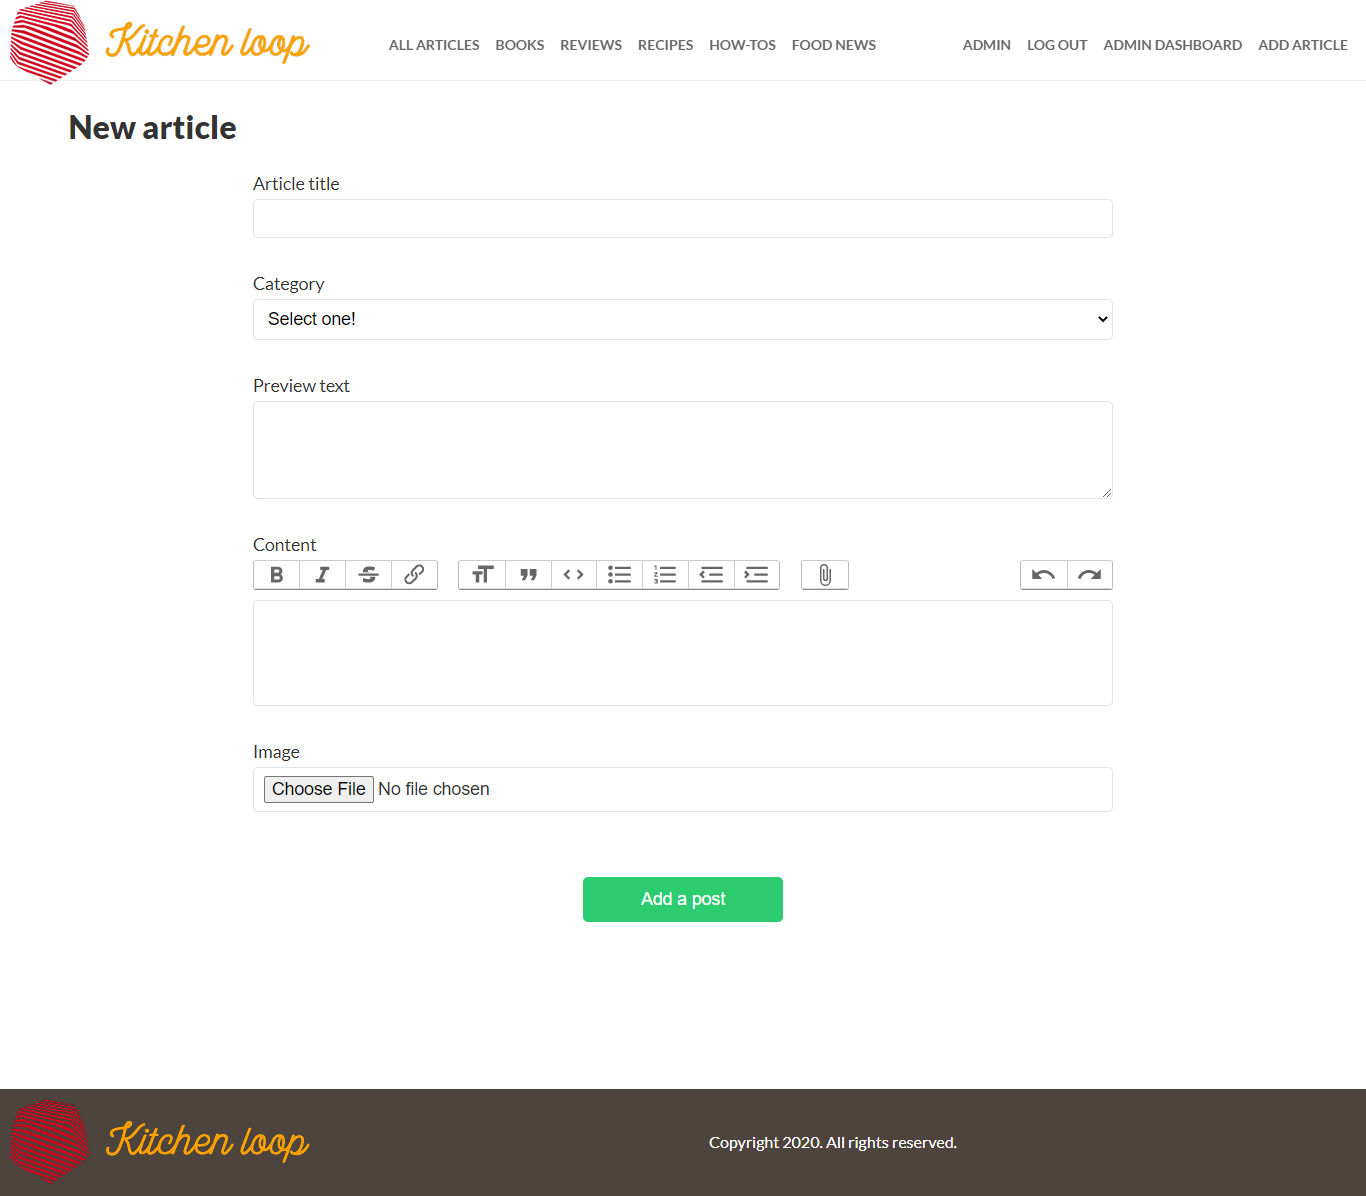 Kitchen loop
ALL ARTICLES BOOKS REVIEWS RECIPES HOW-TOS FOOD NEWS ADMIN LOG OUT ADMIN DASHBOARD ADD ARTICLE
New article
Article title
Category
Select one!
Preview text
Content
Image
Choose File No file chosen
Add a post
Kitchen loop
Copyright 2020. All rights reserved.